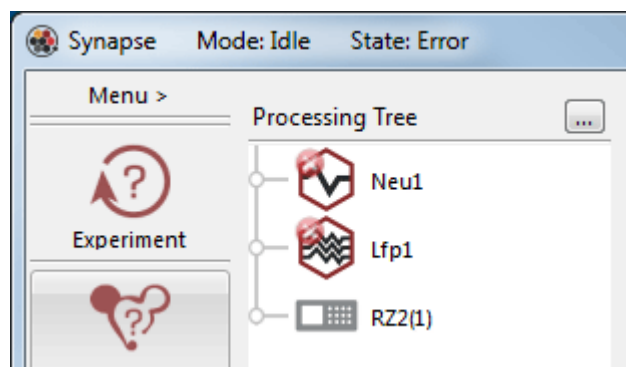 Synapse Mode: Idle State: Error
Menu >
Processing Tree ...
Neu1
Experiment
Lfp1
RZ2(1)